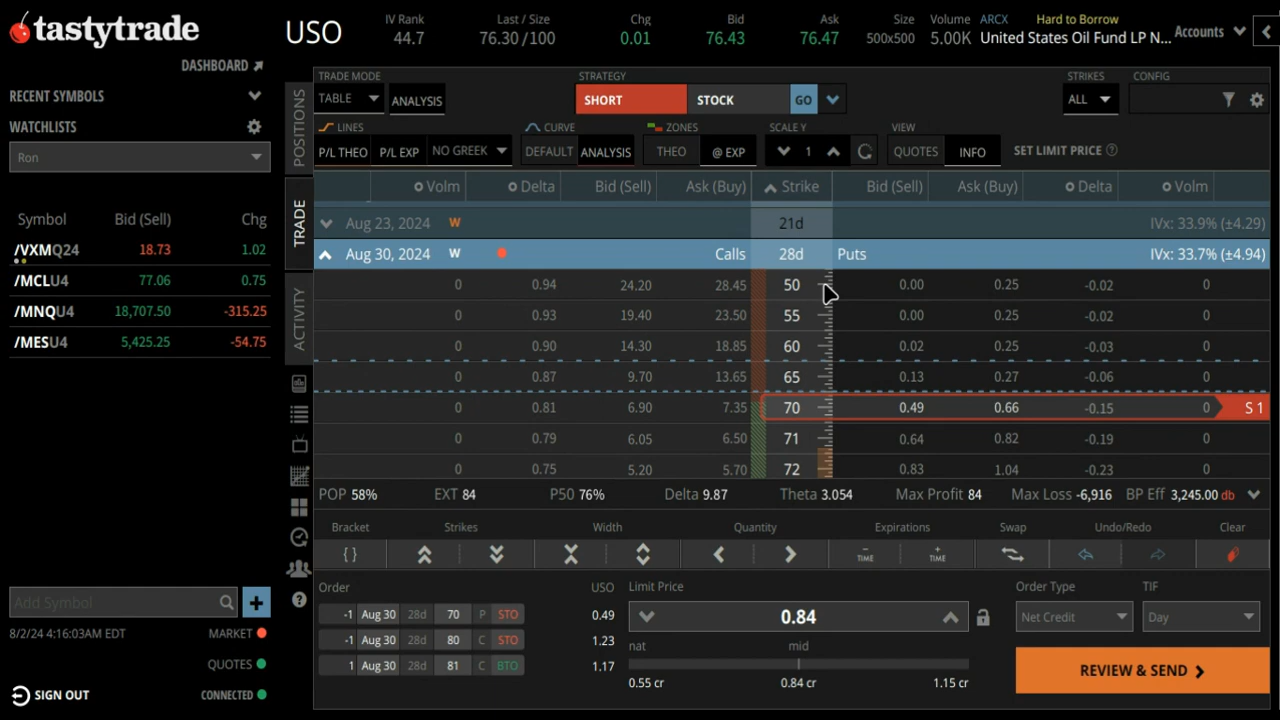 tastytrade
USO
IV Rank
44.7
Last / Size
76.30 / 100
Chg
0.01
Bid
76.43
Ask
76.47
Size
500x500
Volume
5.00K
ARCX
Hard to Borrow
United States Oil Fund LP N...
Accounts
DASHBOARD
RECENT SYMBOLS
WATCHLISTS
Ron
Symbol Bid (Sell) Chg
/VXMQ24 18.73 1.02
/MCLU4 77.06 0.75
/MNQU4 18,707.50 -315.25
/MESU4 5,425.25 -54.75
Add Symbol
8/2/24 4:16:03AM EDT MARKET
QUOTES
SIGN OUT CONNECTED
POSITIONS
TRADE
ACTIVITY
TRADE MODE
TABLE ANALYSIS
STRATEGY
SHORT STOCK GO
STRIKES
ALL
CONFIG
LINES
P/L THEO P/L EXP NO GREEK
CURVE
DEFAULT ANALYSIS
ZONES
THEO @ EXP
SCALE Y
1
VIEW
QUOTES INFO
SET LIMIT PRICE
Volm Delta Bid (Sell) Ask (Buy) Strike Bid (Sell) Ask (Buy) Delta Volm
Aug 23, 2024 W 21d IVx: 33.9% (±4.29)
Aug 30, 2024 W Calls 28d Puts IVx: 33.7% (±4.94)
0 0.94 24.20 28.45 50 0.00 0.25 -0.02 0
0 0.93 19.40 23.50 55 0.00 0.25 -0.02 0
0 0.90 14.30 18.85 60 0.02 0.25 -0.03 0
0 0.87 9.70 13.65 65 0.13 0.27 -0.06 0
0 0.81 6.90 7.35 70 0.49 0.66 -0.15 0 S 1
0 0.79 6.05 6.50 71 0.64 0.82 -0.19 0
0 0.75 5.20 5.70 72 0.83 1.04 -0.23 0
POP 58% EXT 84 P50 76% Delta 9.87 Theta 3.054 Max Profit 84 Max Loss -6,916 BP Eff 3,245.00 db
Bracket Strikes Width Quantity Expirations Swap Undo/Redo Clear
{ } TIME TIME
Order USO
-1 Aug 30 28d 70 P STO 0.49
-1 Aug 30 28d 80 C STO 1.23
1 Aug 30 28d 81 C BTO 1.17
Limit Price
0.84
nat mid
0.55 cr 0.84 cr 1.15 cr
Order Type
Net Credit
TIF
Day
REVIEW & SEND